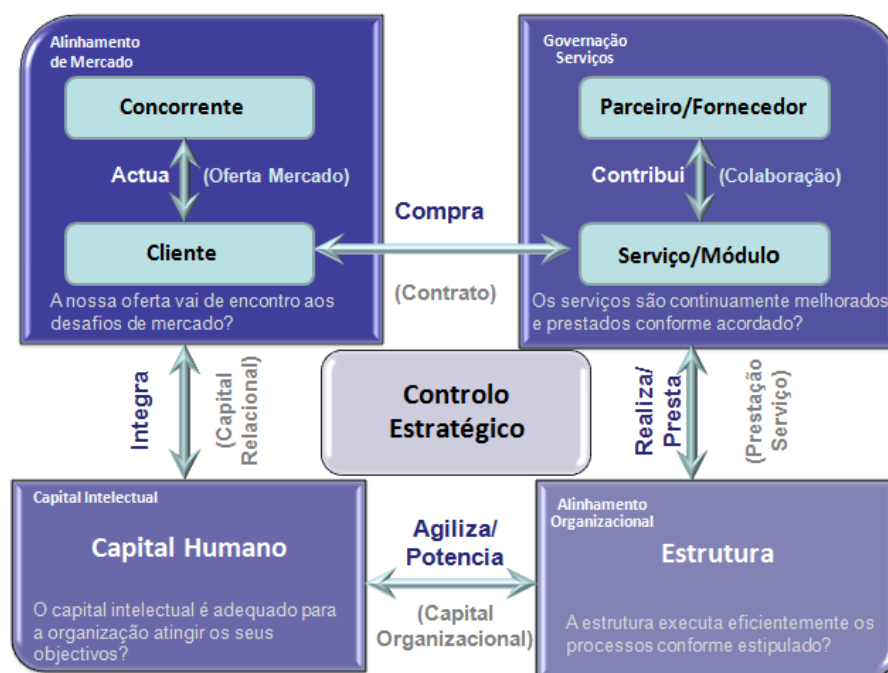 Alinhamento
de Mercado
Concorrente
Actua
(Oferta Mercado)
Cliente
A nossa oferta vai de encontro aos
desafios de mercado?
Governação
Serviços
Parceiro/Fornecedor
Contribui
(Colaboração)
Serviço/Módulo
Os serviços são continuamente melhorados
e prestados conforme acordado?
Compra
(Contrato)
Integra
(Capital
Relacional)
Controlo
Estratégico
Realiza/
Presta
(Prestação
Serviço)
Capital Intelectual
Capital Humano
O capital intelectual é adequado para
a organização atingir os seus
objectivos?
Agiliza/
Potencia
(Capital
Organizacional)
Alinhamento
Organizacional
Estrutura
A estrutura executa eficientemente os
processos conforme estipulado?